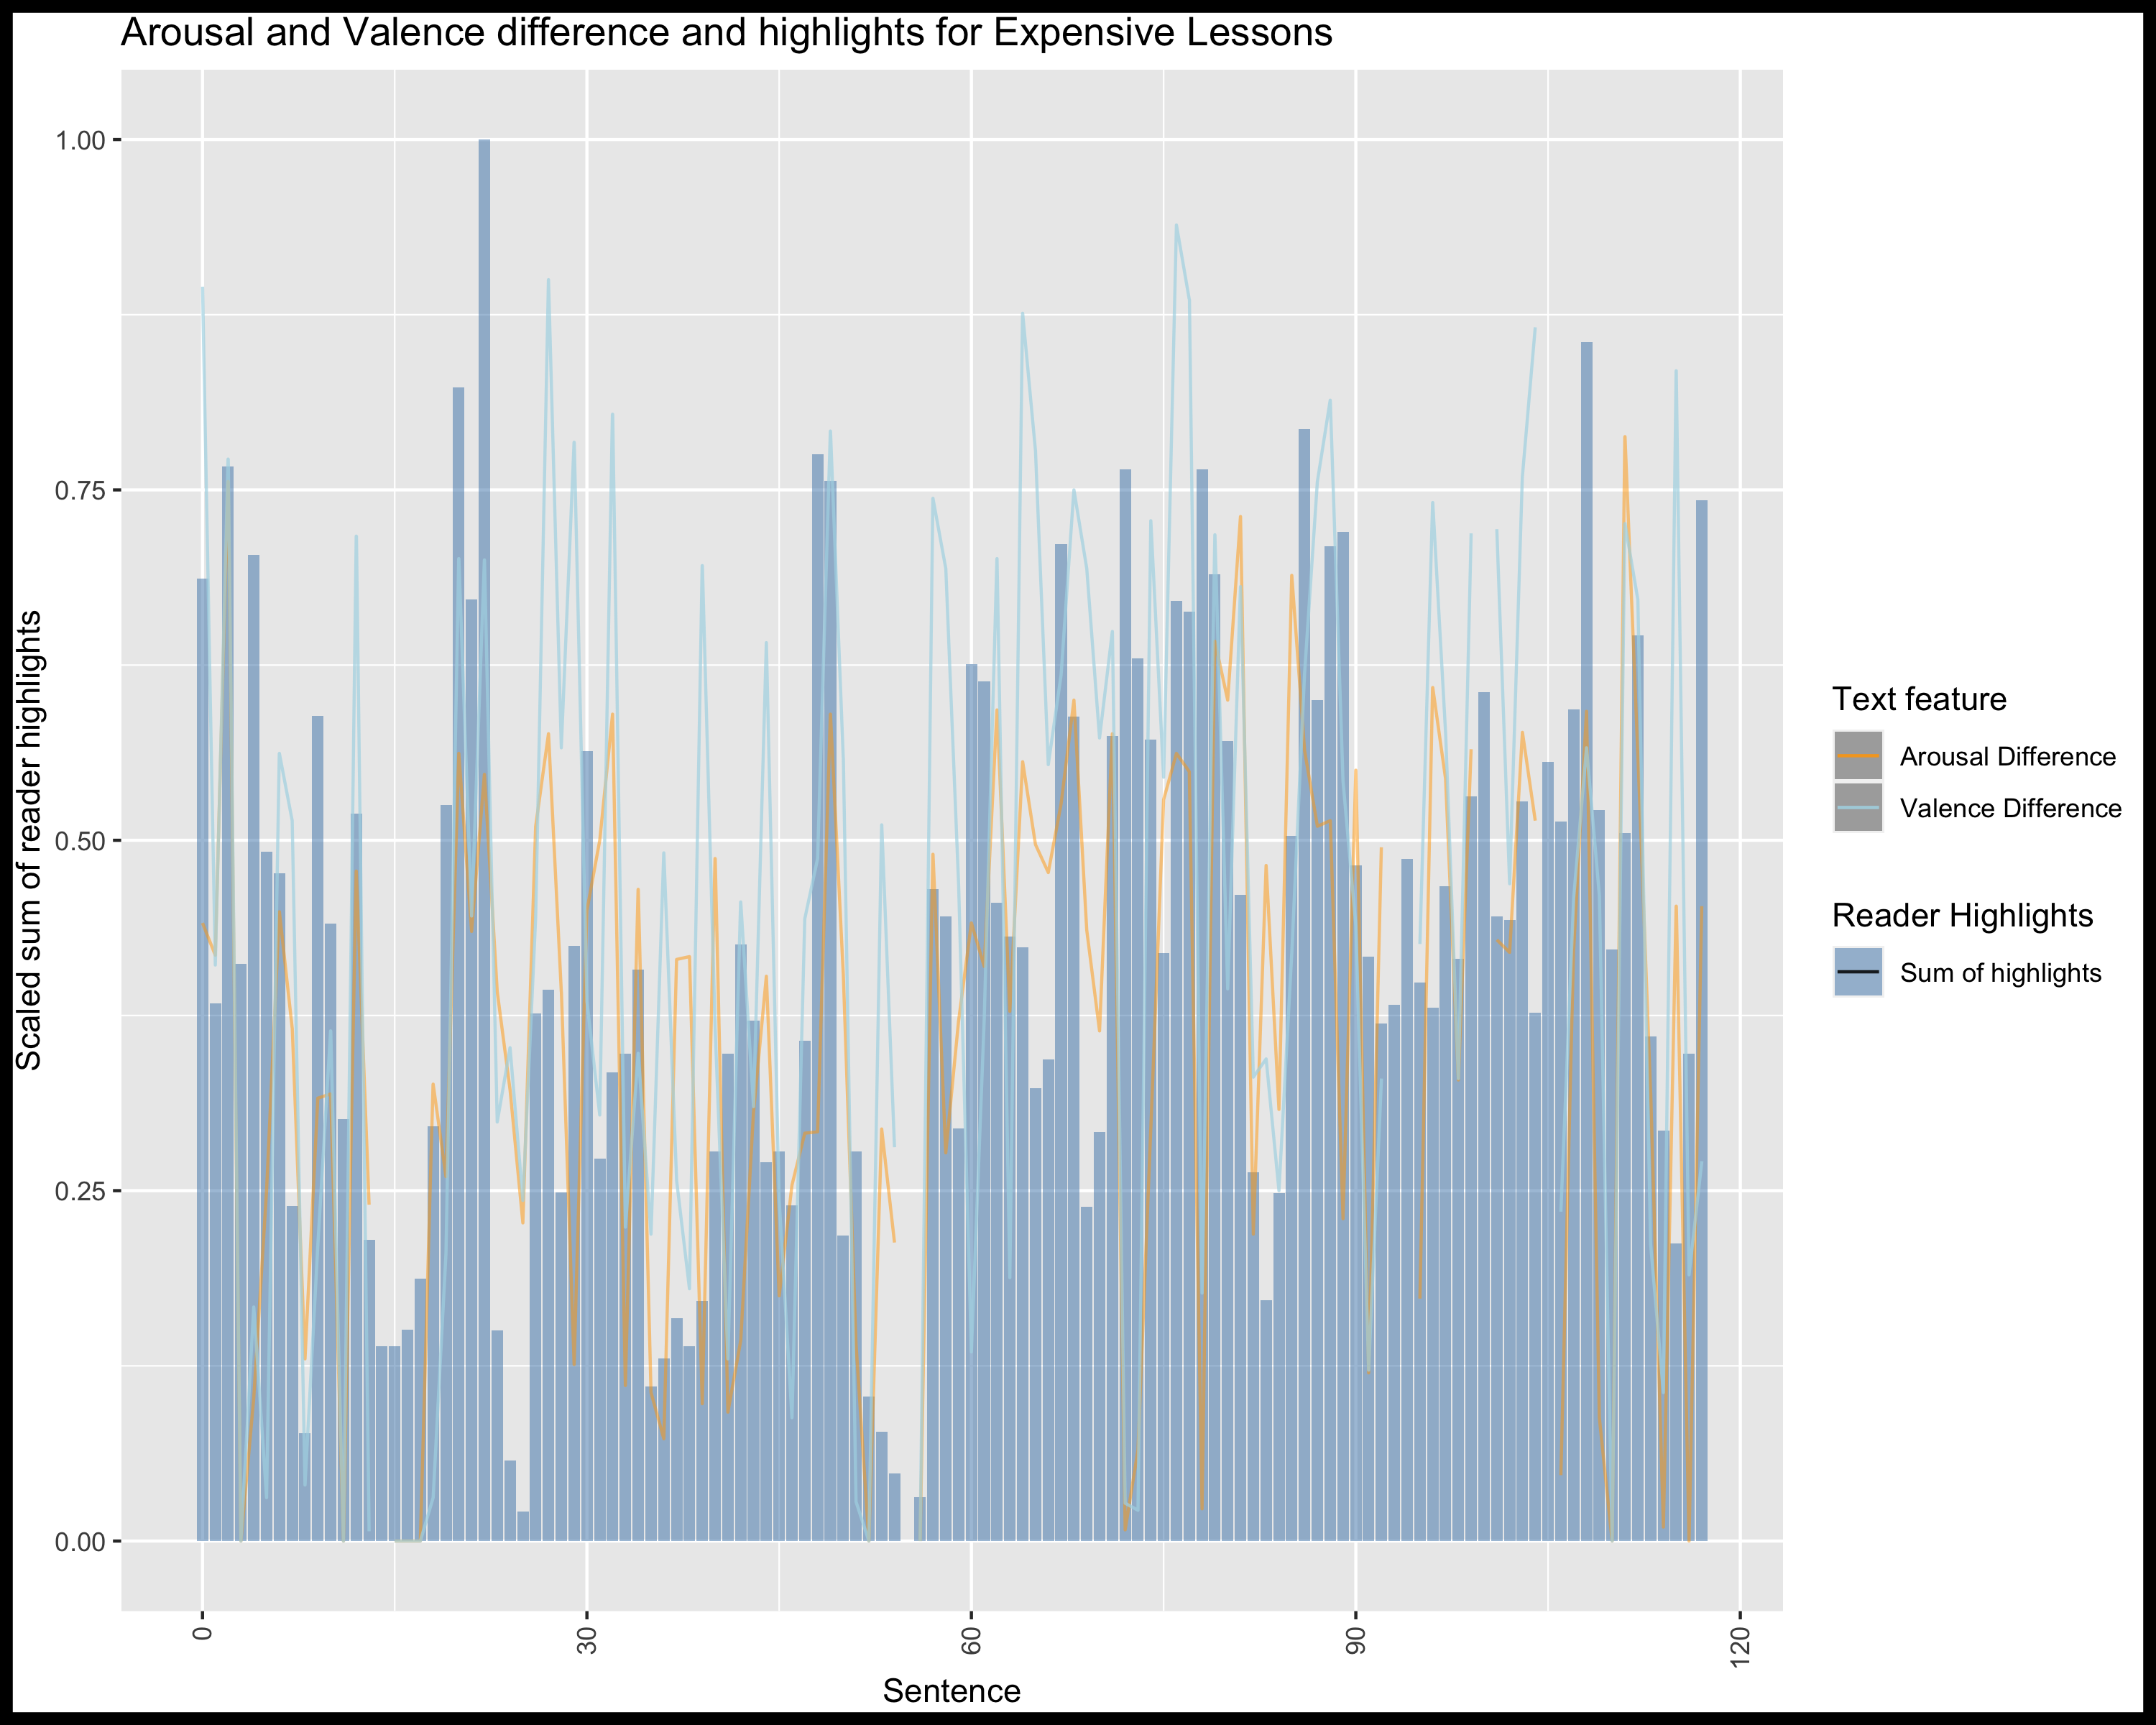 Arousal and Valence difference and highlights for Expensive Lessons
Scaled sum of reader highlights
1.00
0.75
0.50
0.25
0.00
0
30
60
90
120
Sentence
Text feature
Arousal Difference
Valence Difference
Reader Highlights
Sum of highlights